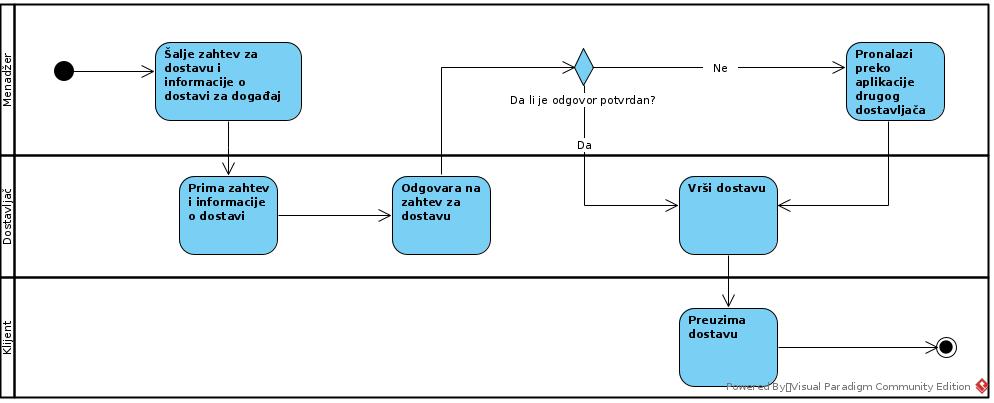 Menadžer
Šalje zahtev za
dostavu i
informacije o
dostavi za događaj
Da li je odgovor potvrdan?
Ne
Da
Pronalazi
preko
aplikacije
drugog
dostavljača
Dostavljač
Prima zahtev
i informacije
o dostavi
Odgovara na
zahtev za
dostavu
Vrši dostavu
Klijent
Preuzima
dostavu
Powered By▯Visual Paradigm Community Edition